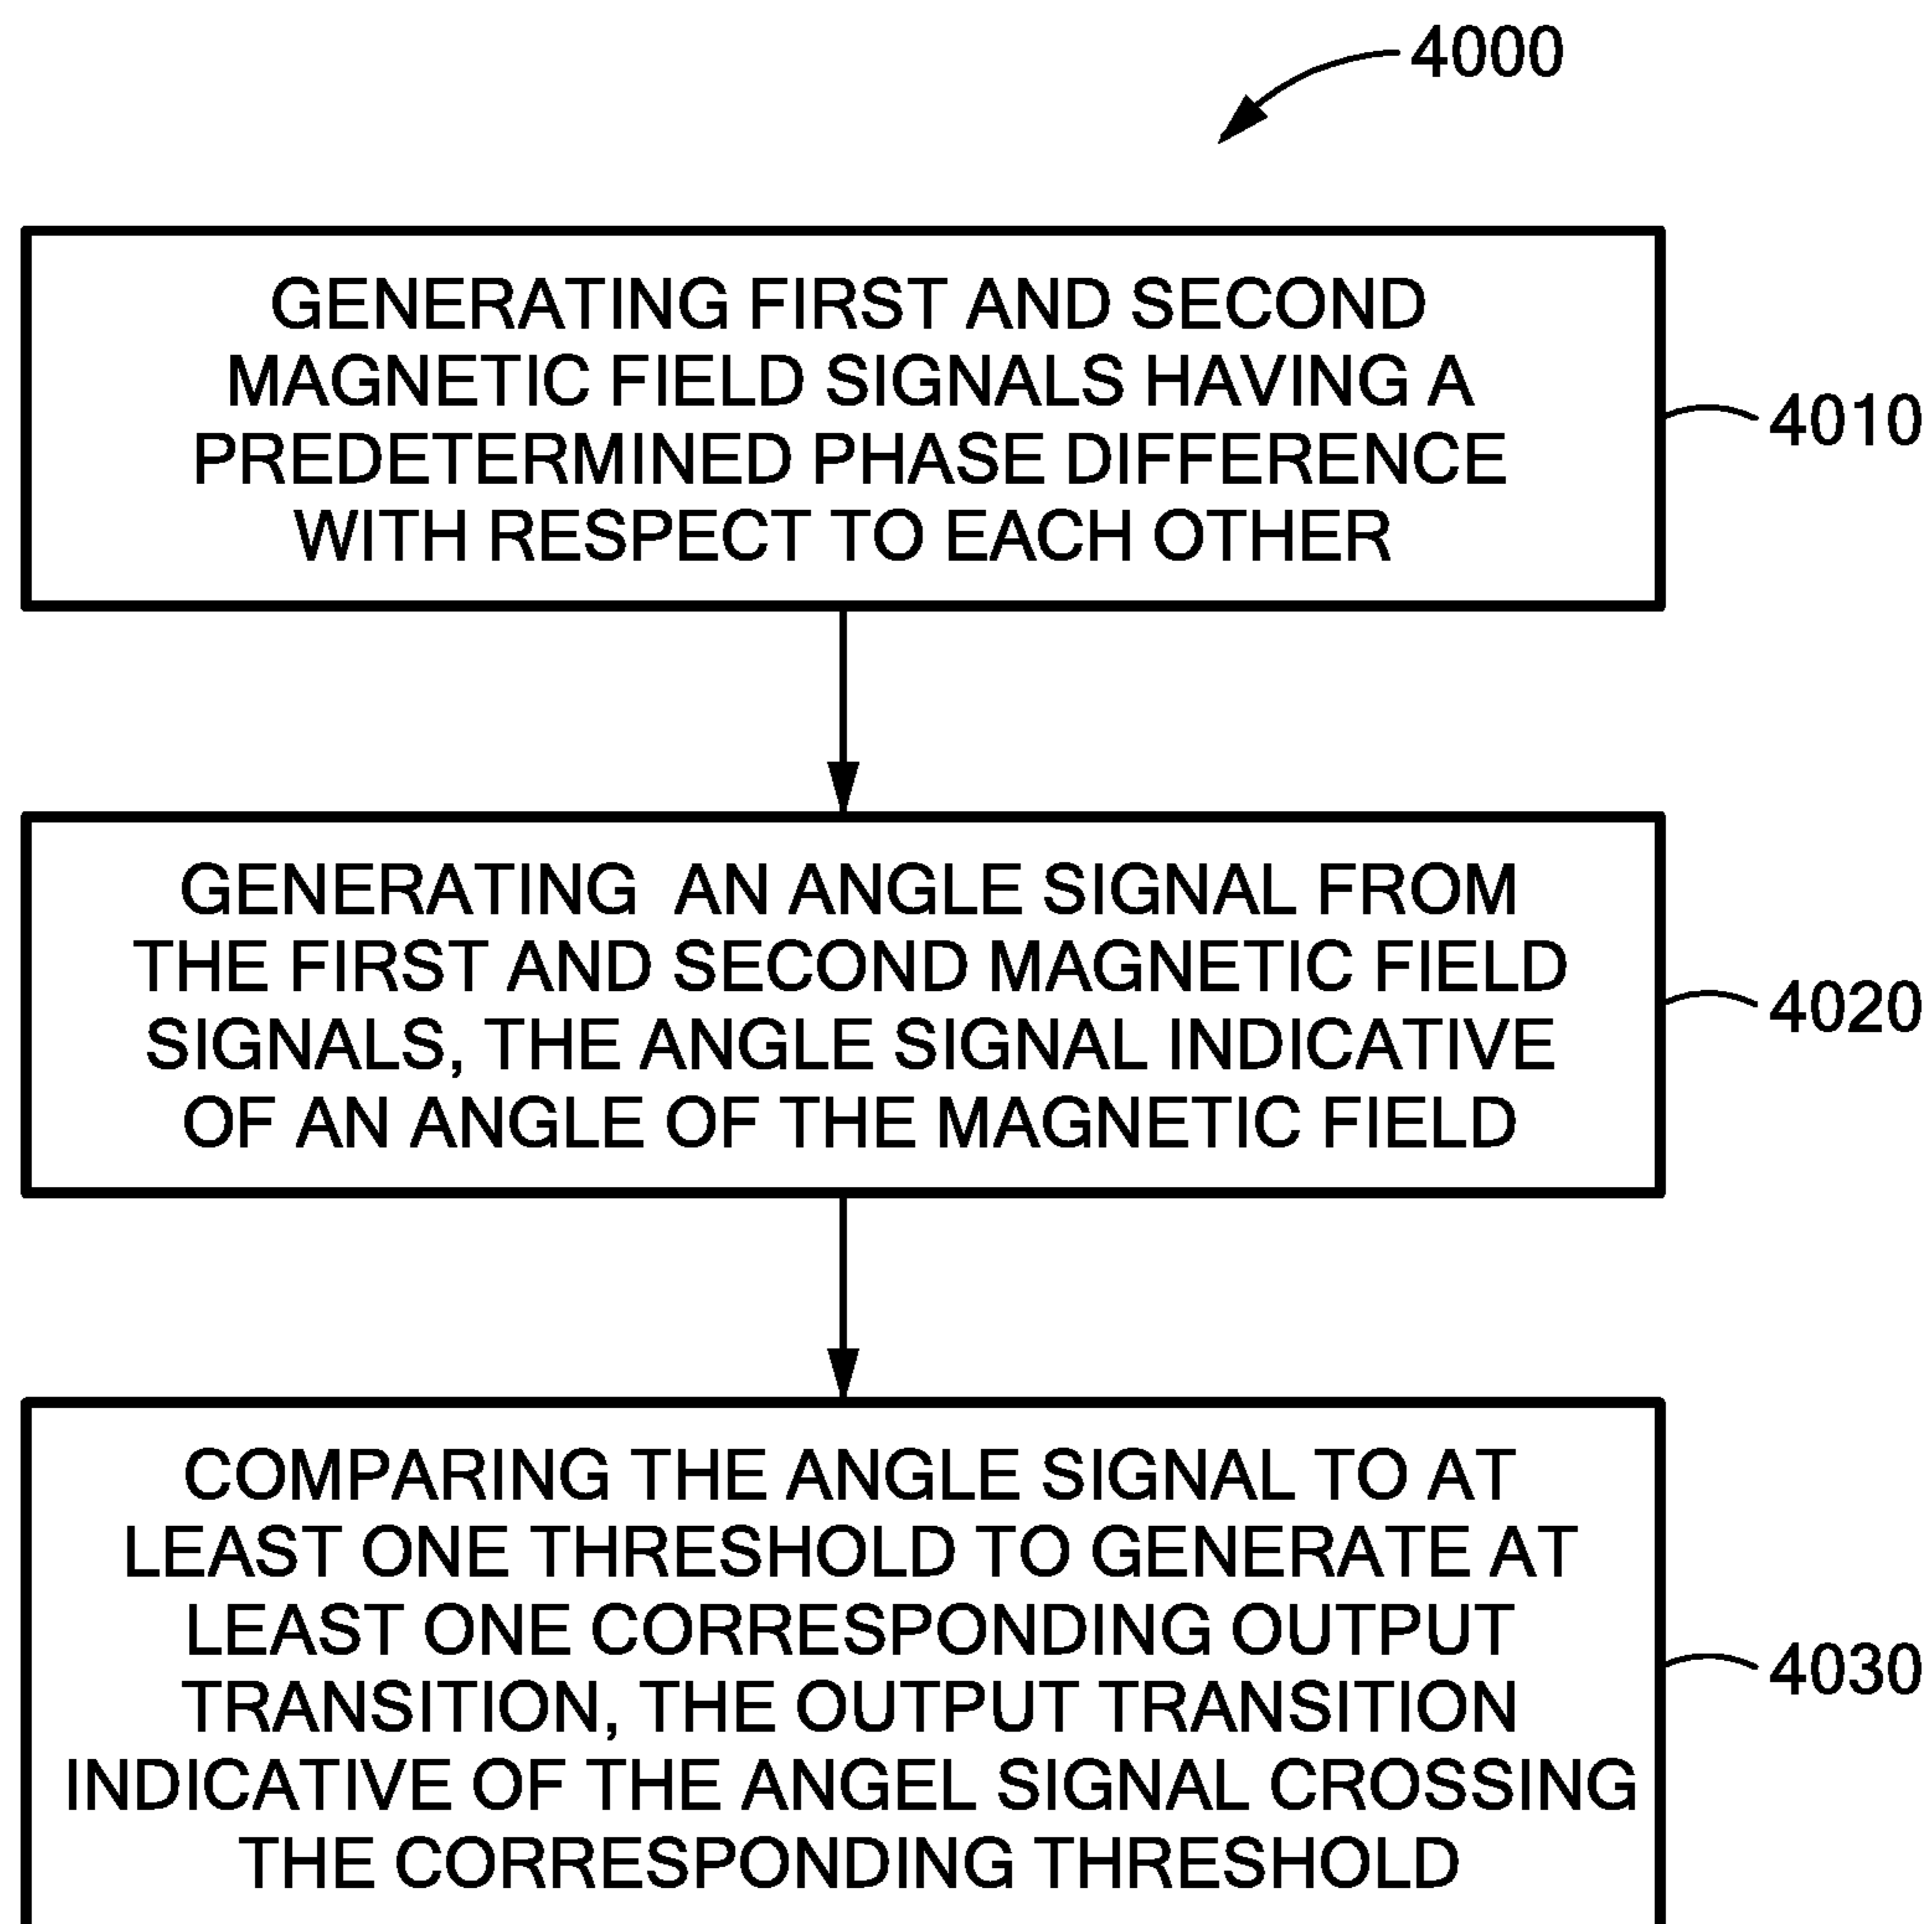 4000
GENERATING FIRST AND SECOND
MAGNETIC FIELD SIGNALS HAVING A
PREDETERMINED PHASE DIFFERENCE
WITH RESPECT TO EACH OTHER
4010
GENERATING AN ANGLE SIGNAL FROM
THE FIRST AND SECOND MAGNETIC FIELD
SIGNALS, THE ANGLE SIGNAL INDICATIVE
OF AN ANGLE OF THE MAGNETIC FIELD
4020
COMPARING THE ANGLE SIGNAL TO AT
LEAST ONE THRESHOLD TO GENERATE AT
LEAST ONE CORRESPONDING OUTPUT
TRANSITION, THE OUTPUT TRANSITION
INDICATIVE OF THE ANGEL SIGNAL CROSSING
THE CORRESPONDING THRESHOLD
4030